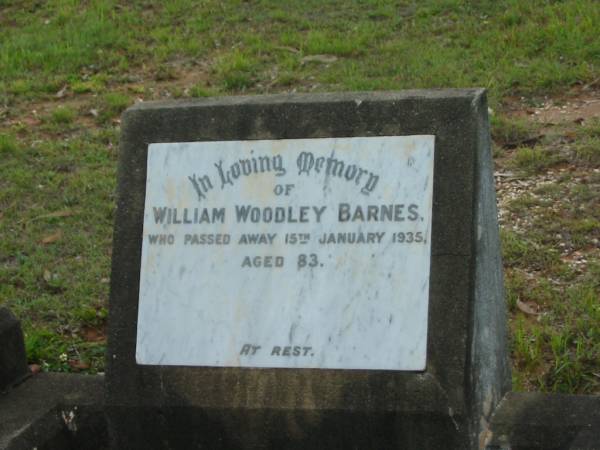 In Loving Memory
OF
WILLIAM WOODLEY BARNES.
WHO PASSED AWAY 15TH JANUARY 1935,
AGED 83.
AT REST.